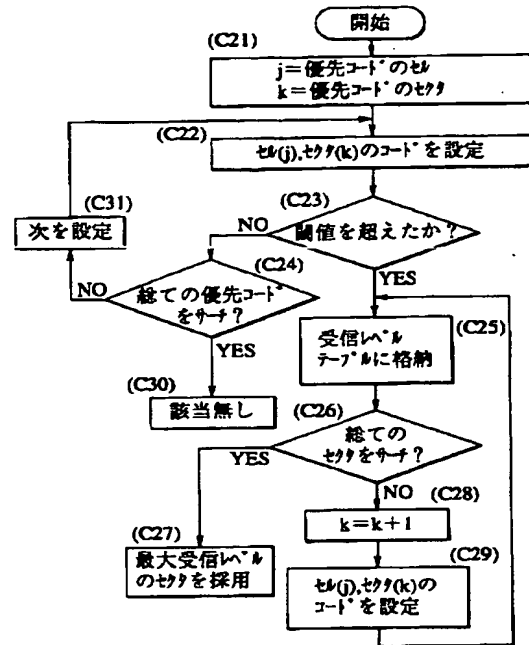 開始
(C21)
j=優先ｺｰﾄﾞのｾﾙ
k=優先ｺｰﾄﾞのｾｸﾀ
(C22)
ｾﾙ(j),ｾｸﾀ(k)のｺｰﾄﾞを設定
(C23)
閾値を超えたか？
NO
YES
(C31)
次を設定
(C24)
総ての優先ｺｰﾄﾞ
をｻｰﾁ？
NO
YES
(C25)
受信ﾚﾍﾞﾙ
ﾃｰﾌﾞﾙに格納
(C30)
該当無し
(C26)
総ての
ｾｸﾀをｻｰﾁ？
YES
NO
(C28)
k=k+1
(C27)
最大受信ﾚﾍﾞﾙ
のｾｸﾀを採用
(C29)
ｾﾙ(j),ｾｸﾀ(k)の
ｺｰﾄﾞを設定